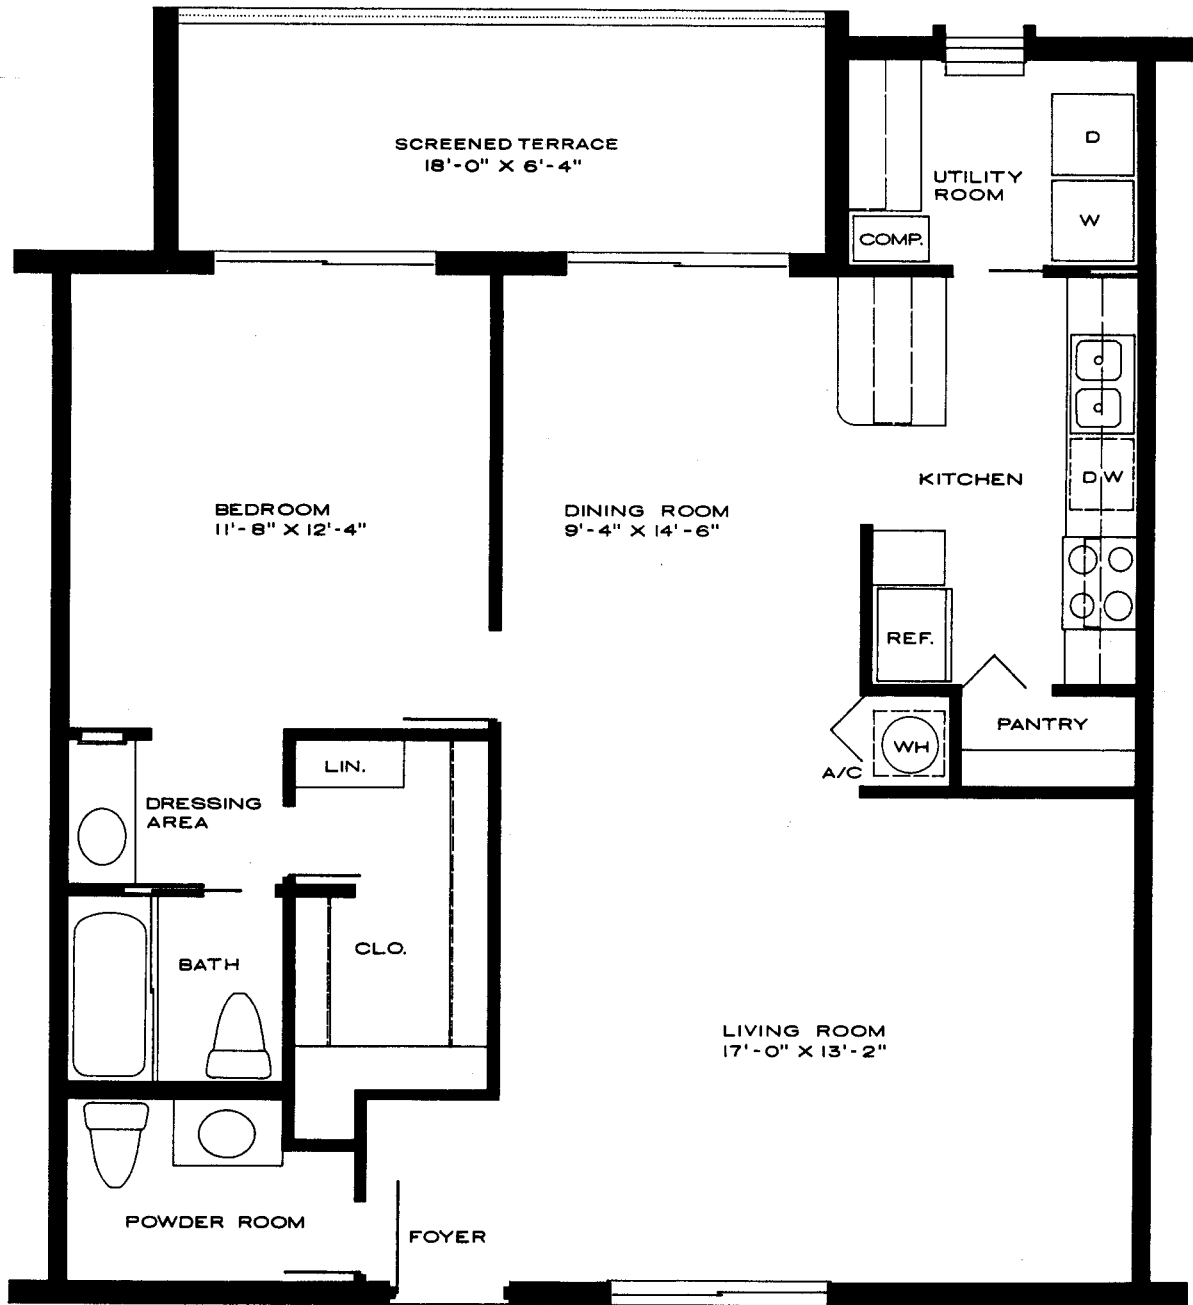 SCREENED TERRACE
18'-0" X 6'-4"
D
UTILITY
ROOM
W
COMP.
KITCHEN
D W
BEDROOM
11'-8" X 12'-4"
DINING ROOM
9'-4" X 14'-6"
REF.
PANTRY
WH
A/C
LIN.
DRESSING
AREA
CLO.
BATH
LIVING ROOM
17'-0" X 13'-2"
POWDER ROOM
FOYER